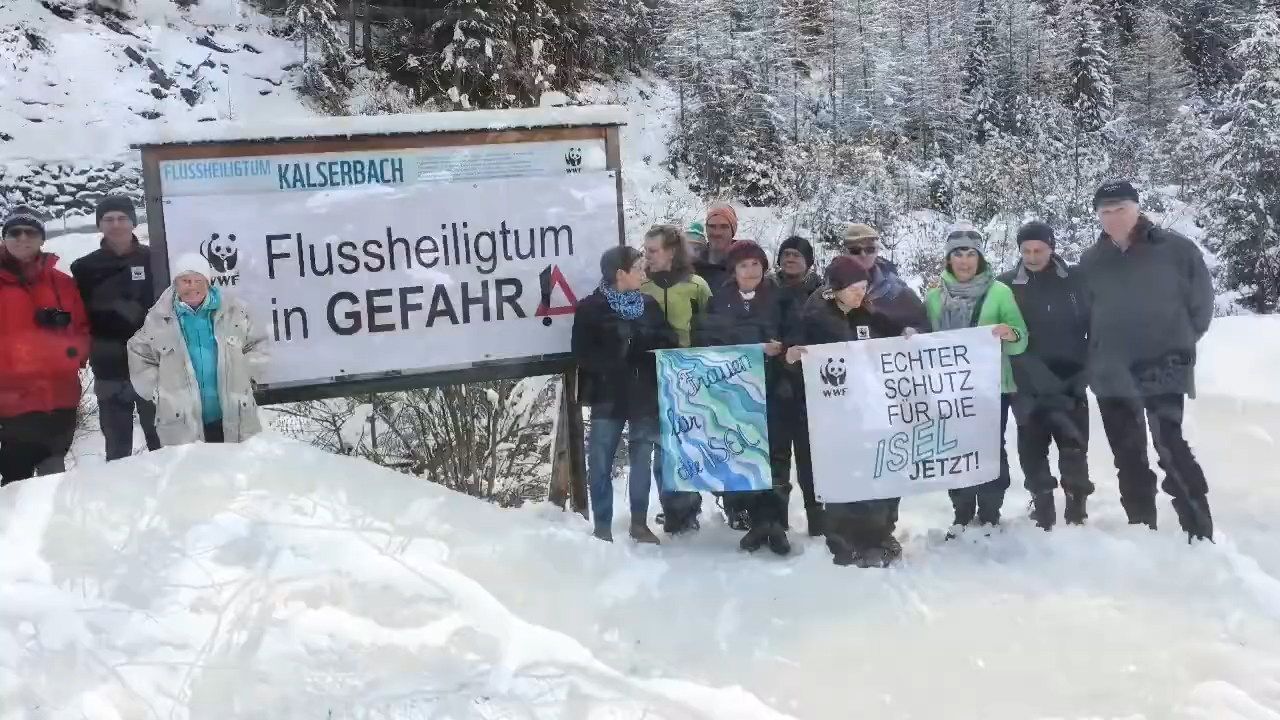 FLUSSHEILIGTUM KALSERBACH
WWF
WWF
Flussheiligtum
in GEFAHR!
Frauen
für
die ISEL
WWF
ECHTER
SCHUTZ
FÜR DIE
ISEL
JETZT!